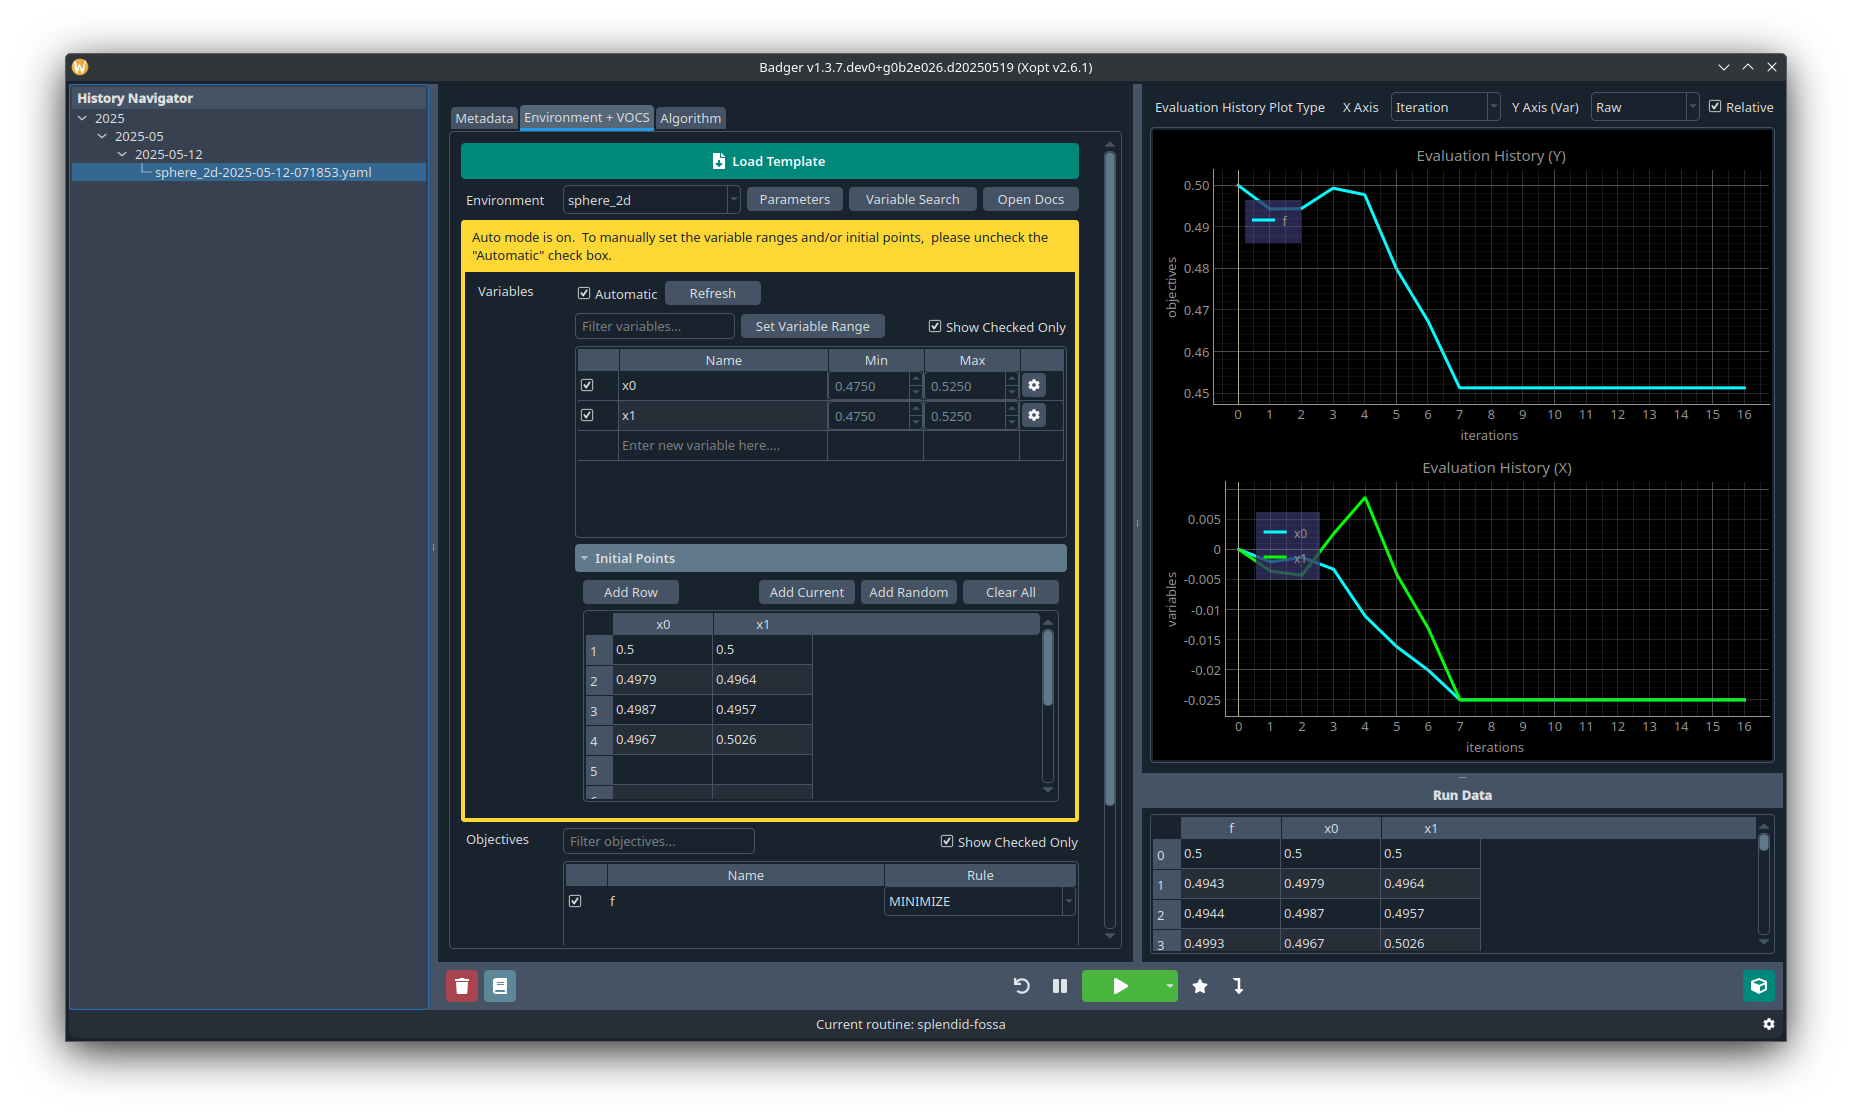 Badger v1.3.7.dev0+g0b2e026.d20250519 (Xopt v2.6.1)
History Navigator
2025
2025-05
2025-05-12
sphere_2d-2025-05-12-071853.yaml
Metadata
Environment + VOCS
Algorithm
Load Template
Environment
sphere_2d
Parameters
Variable Search
Open Docs
Auto mode is on.  To manually set the variable ranges and/or initial points,  please uncheck the
"Automatic" check box.
Variables
Automatic
Refresh
Filter variables...
Set Variable Range
Show Checked Only
Name Min Max
x0 0.4750 0.5250
x1 0.4750 0.5250
Enter new variable here....
Initial Points
Add Row
Add Current
Add Random
Clear All
x0 x1
1 0.5 0.5
2 0.4979 0.4964
3 0.4987 0.4957
4 0.4967 0.5026
5
Objectives
Filter objectives...
Show Checked Only
Name Rule
f MINIMIZE
Evaluation History Plot Type
X Axis
Iteration
Y Axis (Var)
Raw
Relative
Evaluation History (Y)
0.50
0.49
0.48
0.47
0.46
0.45
objectives
f
0 1 2 3 4 5 6 7 8 9 10 11 12 13 14 15 16
iterations
Evaluation History (X)
0.005
0
-0.005
-0.01
-0.015
-0.02
-0.025
variables
x0
x1
0 1 2 3 4 5 6 7 8 9 10 11 12 13 14 15 16
iterations
Run Data
f x0 x1
0 0.5 0.5 0.5
1 0.4943 0.4979 0.4964
2 0.4944 0.4987 0.4957
3 0.4993 0.4967 0.5026
Current routine: splendid-fossa